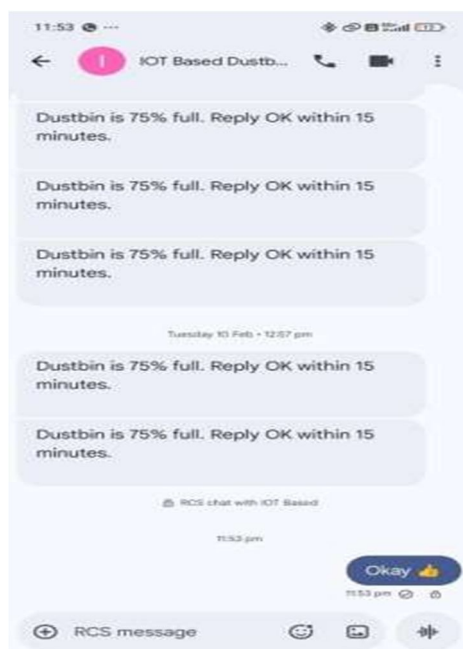 11:53
I IOT Based Dustb...
Dustbin is 75% full. Reply OK within 15
minutes.
Dustbin is 75% full. Reply OK within 15
minutes.
Dustbin is 75% full. Reply OK within 15
minutes.
Tuesday 10 Feb • 12:57 pm
Dustbin is 75% full. Reply OK within 15
minutes.
Dustbin is 75% full. Reply OK within 15
minutes.
RCS chat with IOT Based
11:53 pm
Okay 👍
11:53 pm
RCS message